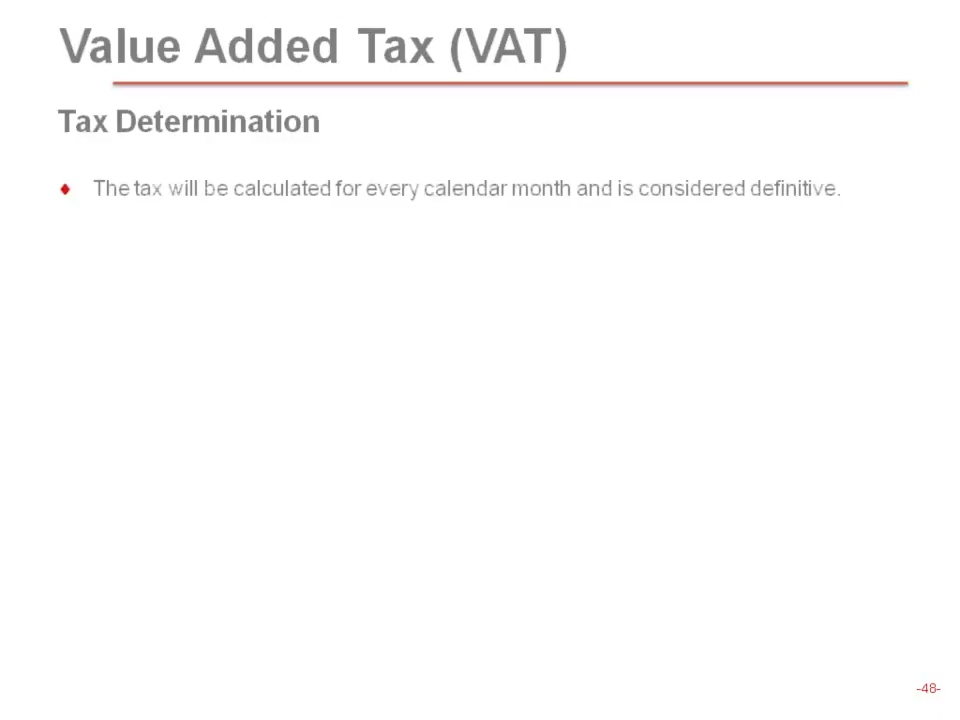 Value Added Tax (VAT)
Tax Determination
The tax will be calculated for every calendar month and is considered definitive.
-48-